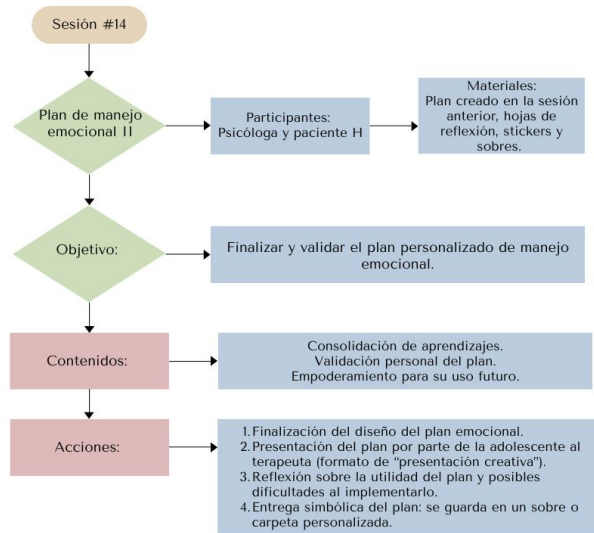 Sesión #14
Plan de manejo
emocional II
Participantes:
Psicóloga y paciente H
Materiales:
Plan creado en la sesión
anterior, hojas de
reflexión, stickers y
sobres.
Objetivo:
Finalizar y validar el plan personalizado de manejo
emocional.
Contenidos:
Consolidación de aprendizajes.
Validación personal del plan.
Empoderamiento para su uso futuro.
Acciones:
1. Finalización del diseño del plan emocional.
2. Presentación del plan por parte de la adolescente al
terapeuta (formato de “presentación creativa”).
3. Reflexión sobre la utilidad del plan y posibles
dificultades al implementarlo.
4. Entrega simbólica del plan: se guarda en un sobre o
carpeta personalizada.